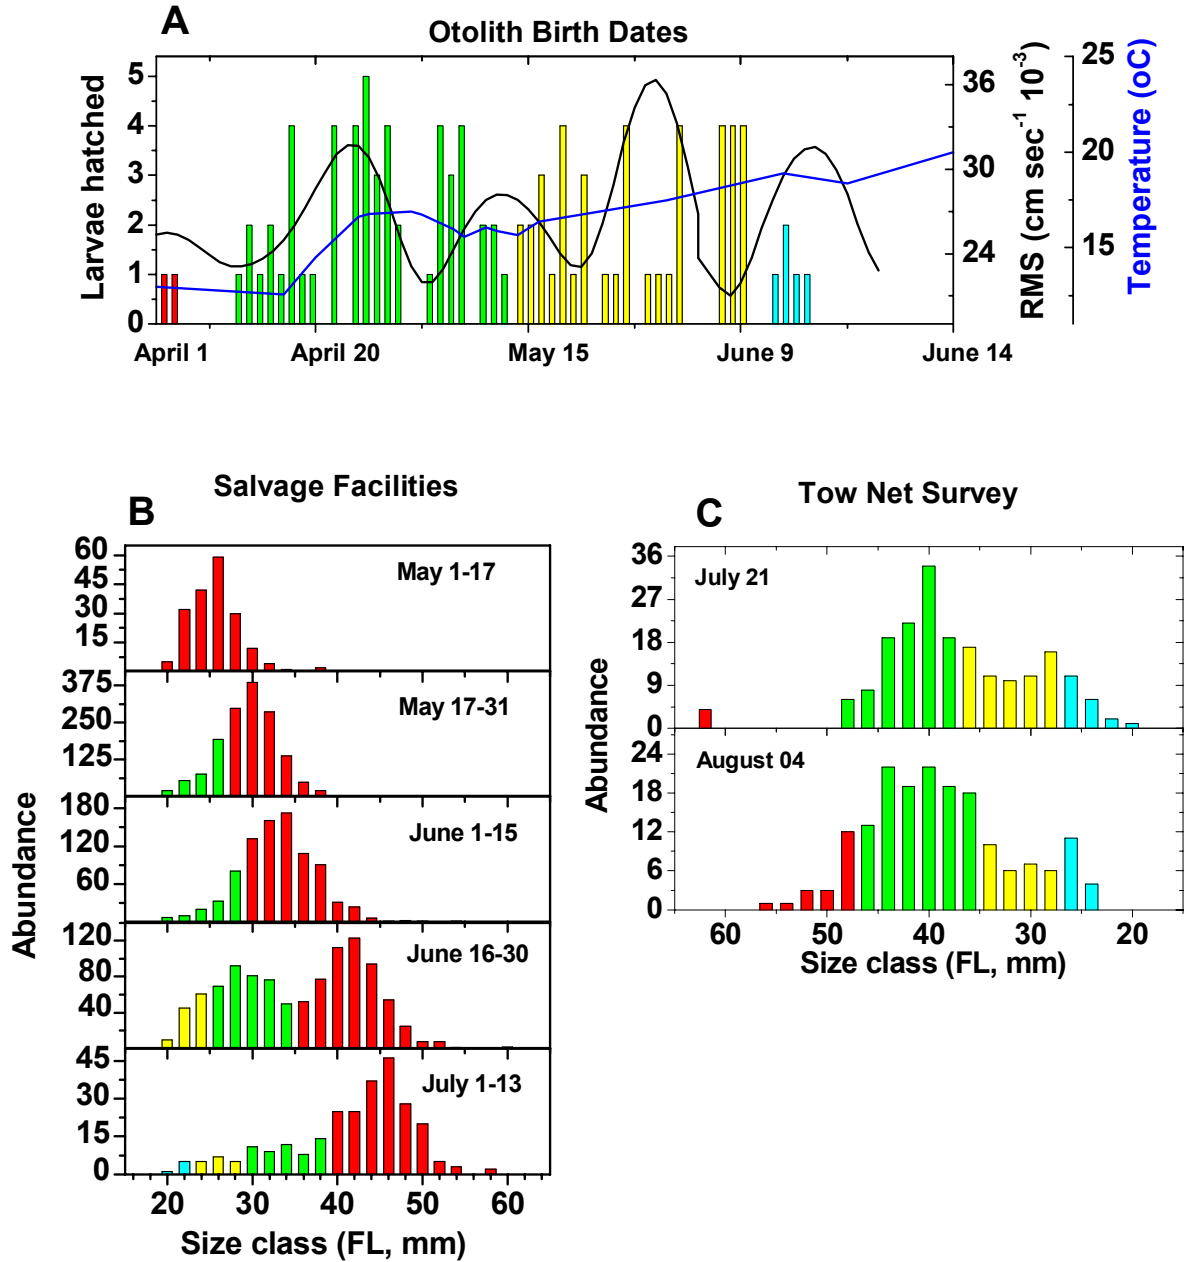 A
Otolith Birth Dates
Larvae hatched
5
4
3
2
1
0
April 1
April 20
May 15
June 9
June 14
36
30
24
RMS (cm sec-1 10-3)
25
20
15
Temperature (oC)
Salvage Facilities
B
Abundance
60
45
30
15
May 1-17
375
250
125
May 17-31
180
120
60
June 1-15
120
80
40
June 16-30
45
30
15
0
July 1-13
20 30 40 50 60
Size class (FL, mm)
Tow Net Survey
C
Abundance
36
27
18
9
0
July 21
24
18
12
6
0
August 04
60 50 40 30 20
Size class (FL, mm)